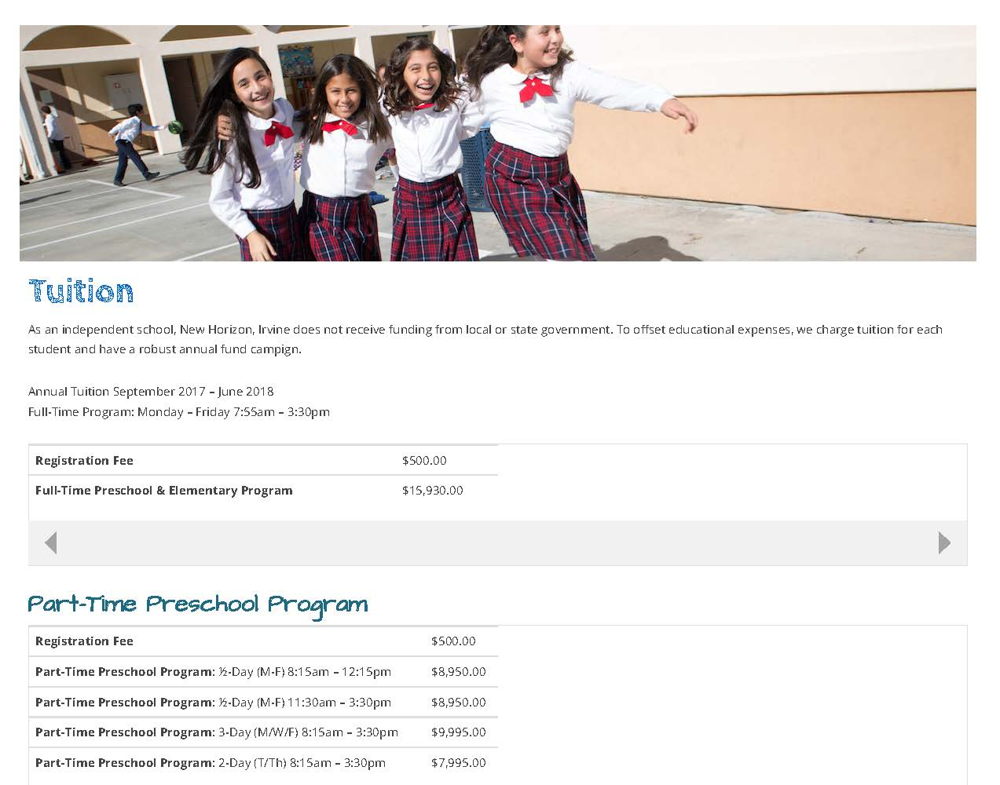 Tuition
As an independent school, New Horizon, Irvine does not receive funding from local or state government. To offset educational expenses, we charge tuition for each
student and have a robust annual fund campign.
Annual Tuition September 2017 – June 2018
Full-Time Program: Monday – Friday 7:55am – 3:30pm
Registration Fee $500.00
Full-Time Preschool & Elementary Program $15,930.00
Part-Time Preschool Program
Registration Fee $500.00
Part-Time Preschool Program: ½-Day (M-F) 8:15am – 12:15pm $8,950.00
Part-Time Preschool Program: ½-Day (M-F) 11:30am – 3:30pm $8,950.00
Part-Time Preschool Program: 3-Day (M/W/F) 8:15am – 3:30pm $9,995.00
Part-Time Preschool Program: 2-Day (T/Th) 8:15am – 3:30pm $7,995.00